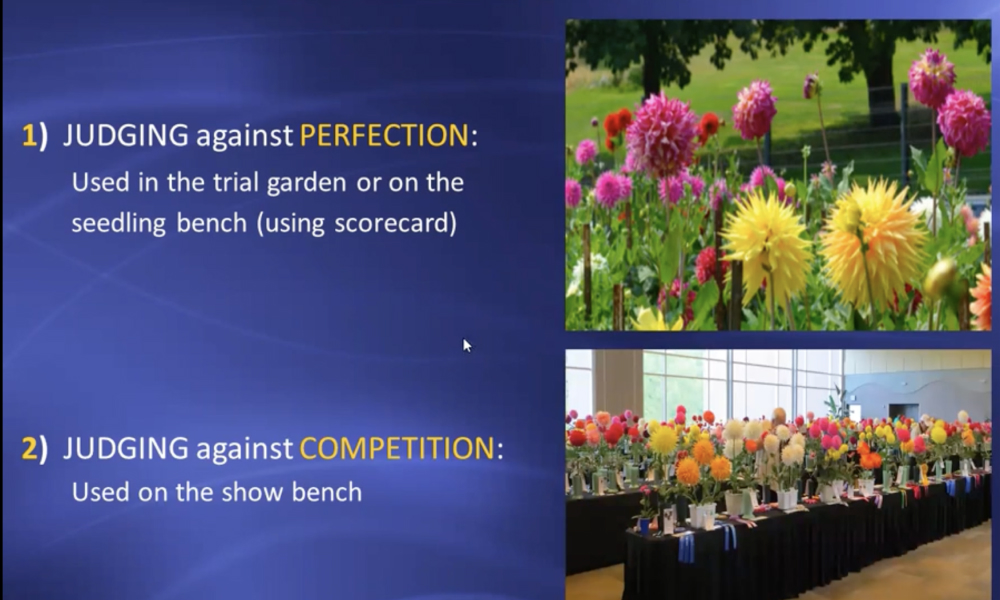 1) JUDGING against PERFECTION:
Used in the trial garden or on the
seedling bench (using scorecard)
2) JUDGING against COMPETITION:
Used on the show bench